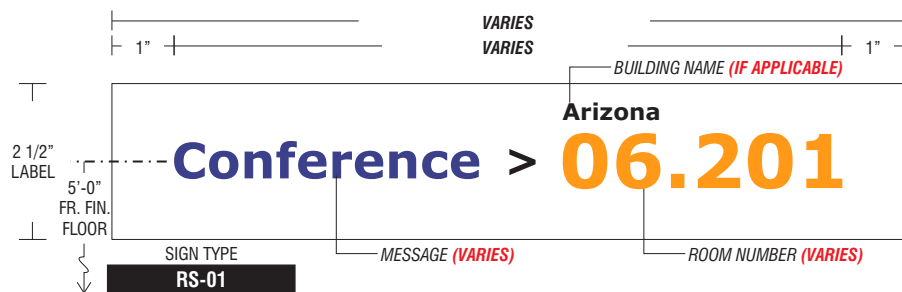 VARIES
1” VARIES 1”
BUILDING NAME (IF APPLICABLE)
Arizona
2 1/2”
LABEL
Conference > 06.201
5’-0”
FR. FIN.
FLOOR
SIGN TYPE
MESSAGE (VARIES)
ROOM NUMBER (VARIES)
RS-01